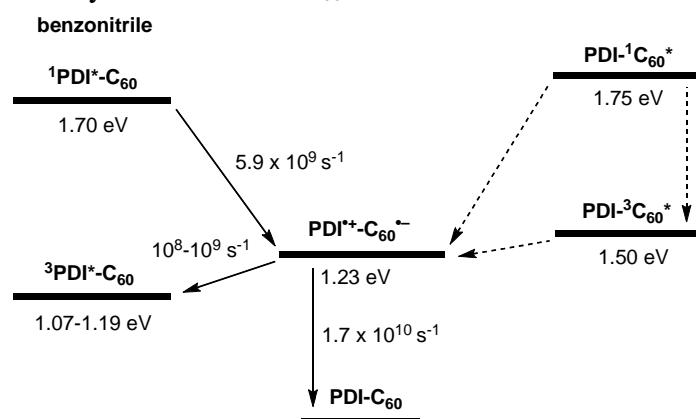 benzonitrile
¹PDI*-C₆₀
1.70 eV
PDI-¹C₆₀*
1.75 eV
5.9 x 10⁹ s⁻¹
PDI•⁺-C₆₀•⁻
1.23 eV
PDI-³C₆₀*
1.50 eV
10⁸-10⁹ s⁻¹
³PDI*-C₆₀
1.07-1.19 eV
1.7 x 10¹⁰ s⁻¹
PDI-C₆₀